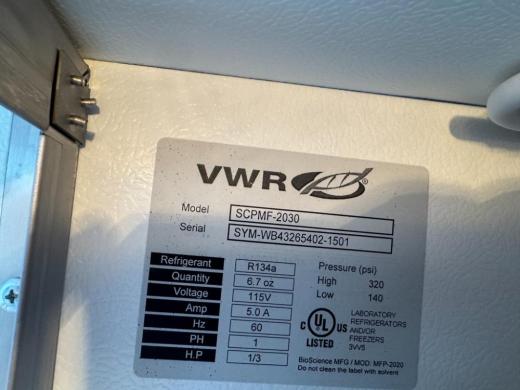 VWR
Model SCPMF-2030
Serial SYM-WB43265402-1501
Refrigerant R134a Pressure (psi)
Quantity 6.7 oz High 320
Voltage 115V Low 140
Amp 5.0 A
Hz 60
PH 1
H.P 1/3
C UL US LISTED
LABORATORY
REFRIGERATORS
AND/OR
FREEZERS
3VV5
BioScience MFG / MOD: MFP-2020
Do not clean the label with solvent